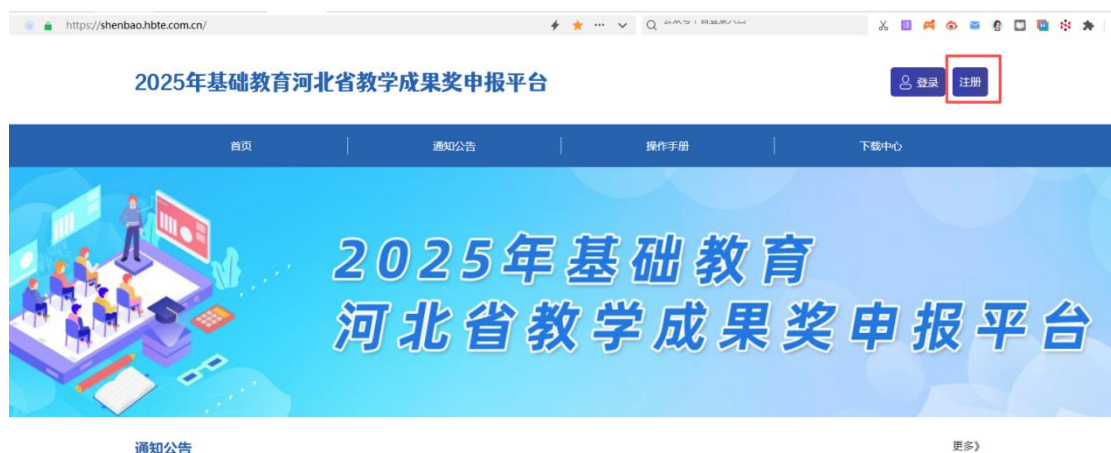 https://shenbao.hbte.com.cn/
2025年基础教育河北省教学成果奖申报平台
登录
注册
首页
通知公告
操作手册
下载中心
2025年基础教育
河北省教学成果奖申报平台
通知公告
更多》